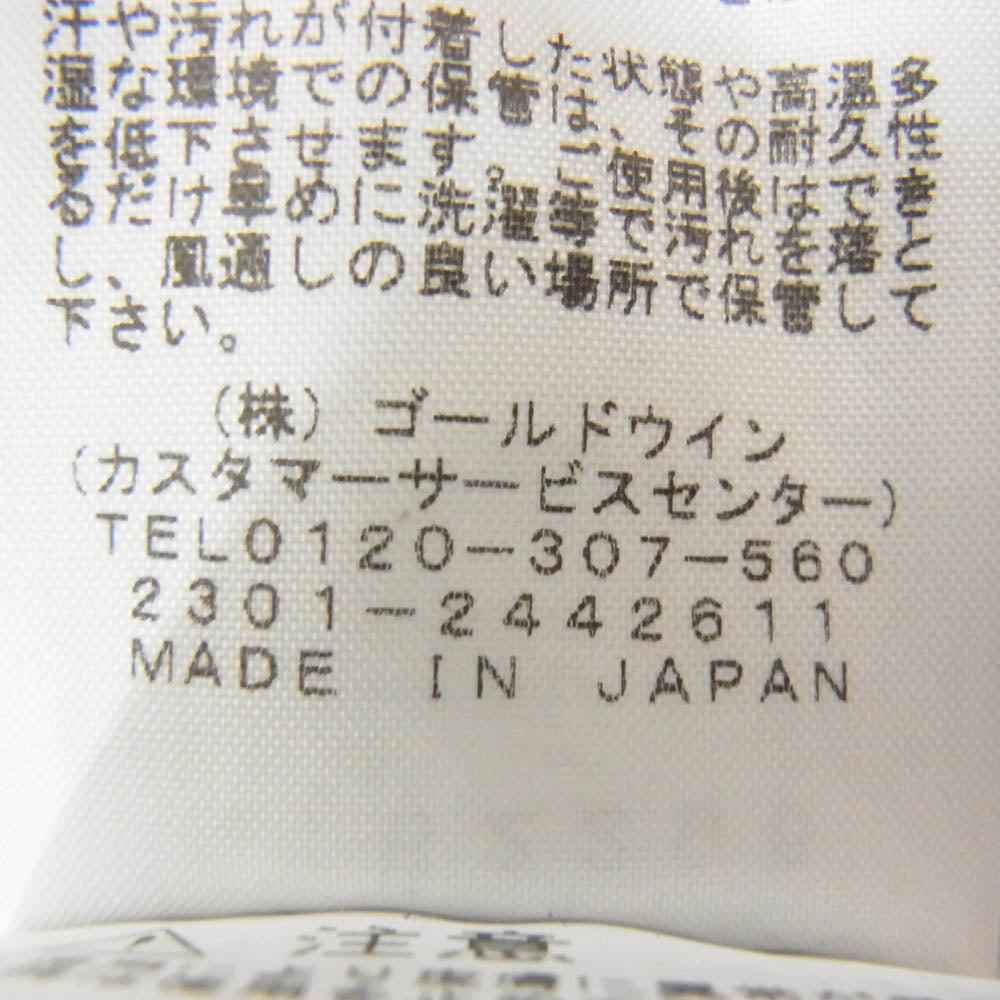 汗や汚れが付着した状態や高温多
湿な環境での保管は、その耐久性
を低下させます。ご使用後はでき
るだけ早めに洗濯等で汚れを落と
し、風通しの良い場所で保管して
下さい。
(株) ゴールドウイン
(カスタマーサービスセンター)
TEL0120-307-560
2301-2442611
MADE IN JAPAN
注意